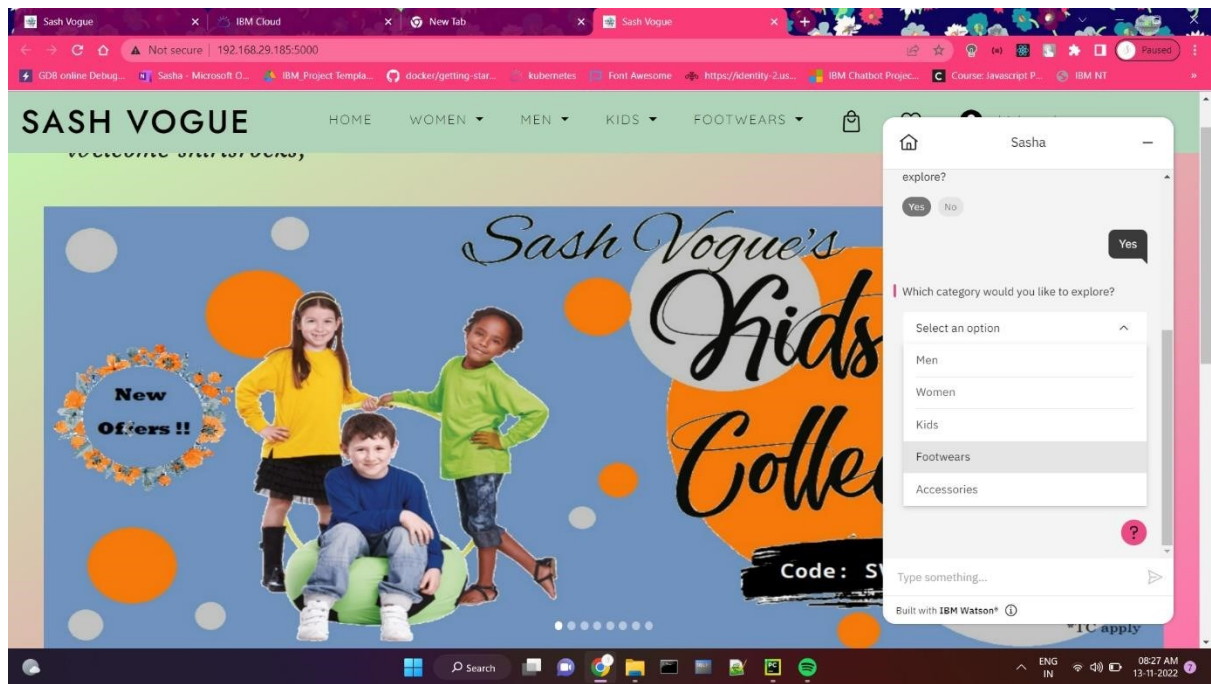 Sash Vogue
IBM Cloud
New Tab
Sash Vogue
Not secure | 192.168.29.185:5000
Paused
GDB online Debug...
Sasha - Microsoft O...
IBM_Project Templa...
docker/getting-star...
kubernetes
Font Awesome
https://identity-2.us...
IBM Chatbot Projec...
Course: Javascript P...
IBM NT
SASH VOGUE
HOME
WOMEN
MEN
KIDS
FOOTWEARS
Sash Vogue's
Kids
New
Offers !!
Code:
*TC apply
Sasha
explore?
Yes
No
Yes
Which category would you like to explore?
Select an option
Men
Women
Kids
Footwears
Accessories
?
Type something...
Built with IBM Watson®
Search
ENG
IN
08:27 AM
13-11-2022
7